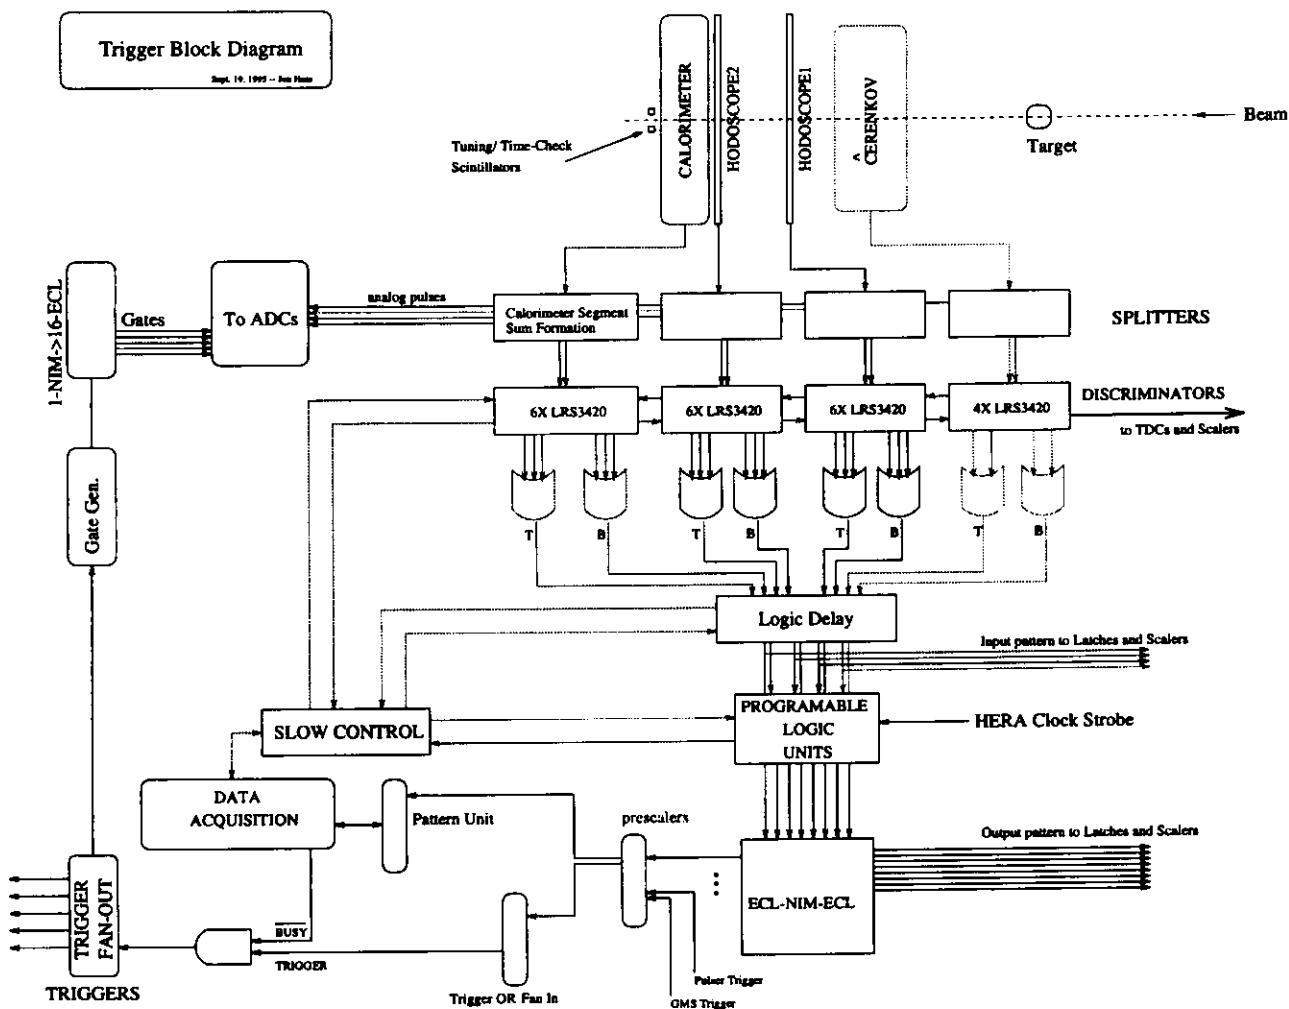 Trigger Block Diagram
Sept. 19, 1995 --
CALORIMETER
HODOSCOPE2
HODOSCOPE1
^
CERENKOV
Beam
Target
Tuning/ Time-Check
Scintillators
1-NIM->16-ECL
Gates
To ADCs
analog pulses
Calorimeter Segment
Sum Formation
SPLITTERS
6X LRS3420
6X LRS3420
6X LRS3420
4X LRS3420
DISCRIMINATORS
to TDCs and Scalers
Gate Gen.
T
B
T
B
T
B
T
B
Logic Delay
Input pattern to Latches and Scalers
SLOW CONTROL
PROGRAMABLE
LOGIC
UNITS
HERA Clock Strobe
DATA
ACQUISITION
Pattern Unit
prescalers
Output pattern to Latches and Scalers
ECL-NIM-ECL
TRIGGER
FAN-OUT
BUSY
TRIGGER
TRIGGERS
Trigger OR Fan In
Pulser Trigger
GMS Trigger